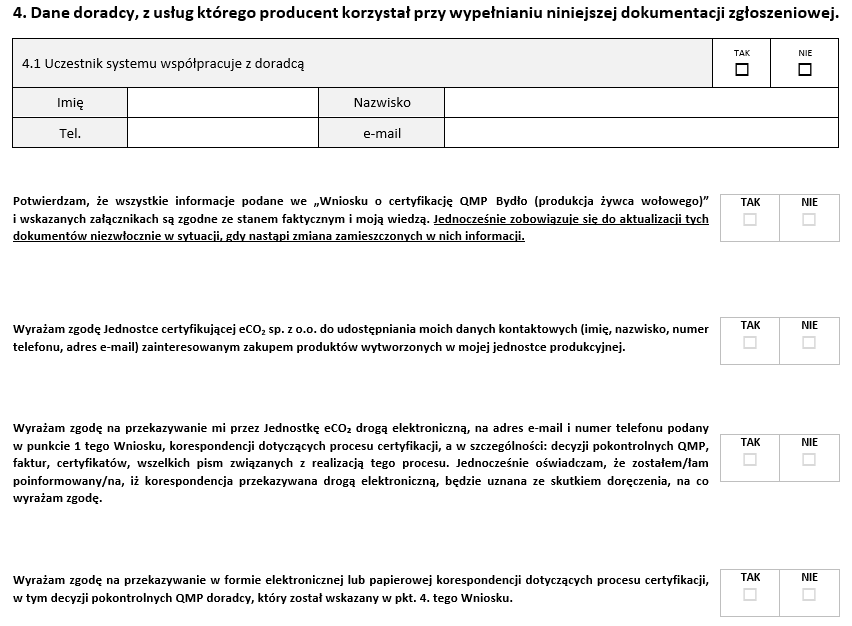 4. Dane doradcy, z usług którego producent korzystał przy wypełnianiu niniejszej dokumentacji zgłoszeniowej.
4.1 Uczestnik systemu współpracuje z doradcą
TAK
NIE
Imię
Nazwisko
Tel.
e-mail
Potwierdzam, że wszystkie informacje podane we „Wniosku o certyfikację QMP Bydło (produkcja żywca wołowego)”
i wskazanych załącznikach są zgodne ze stanem faktycznym i moją wiedzą. Jednocześnie zobowiązuje się do aktualizacji tych
dokumentów niezwłocznie w sytuacji, gdy nastąpi zmiana zamieszczonych w nich informacji.
TAK
NIE
Wyrażam zgodę Jednostce certyfikującej eCO₂ sp. z o.o. do udostępniania moich danych kontaktowych (imię, nazwisko, numer
telefonu, adres e-mail) zainteresowanym zakupem produktów wytworzonych w mojej jednostce produkcyjnej.
TAK
NIE
Wyrażam zgodę na przekazywanie mi przez Jednostkę eCO₂ drogą elektroniczną, na adres e-mail i numer telefonu podany
w punkcie 1 tego Wniosku, korespondencji dotyczących procesu certyfikacji, a w szczególności: decyzji pokontrolnych QMP,
faktur, certyfikatów, wszelkich pism związanych z realizacją tego procesu. Jednocześnie oświadczam, że zostałem/łam
poinformowany/na, iż korespondencja przekazywana drogą elektroniczną, będzie uznana ze skutkiem doręczenia, na co
wyrażam zgodę.
TAK
NIE
Wyrażam zgodę na przekazywanie w formie elektronicznej lub papierowej korespondencji dotyczących procesu certyfikacji,
w tym decyzji pokontrolnych QMP doradcy, który został wskazany w pkt. 4. tego Wniosku.
TAK
NIE